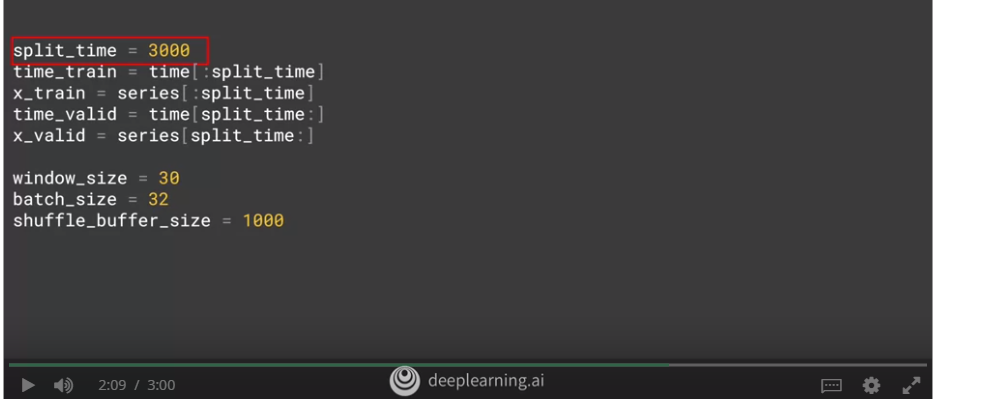 split_time = 3000
time_train = time[:split_time]
x_train = series[:split_time]
time_valid = time[split_time:]
x_valid = series[split_time:]
window_size = 30
batch_size = 32
shuffle_buffer_size = 1000
2:09 / 3:00
deeplearning.ai